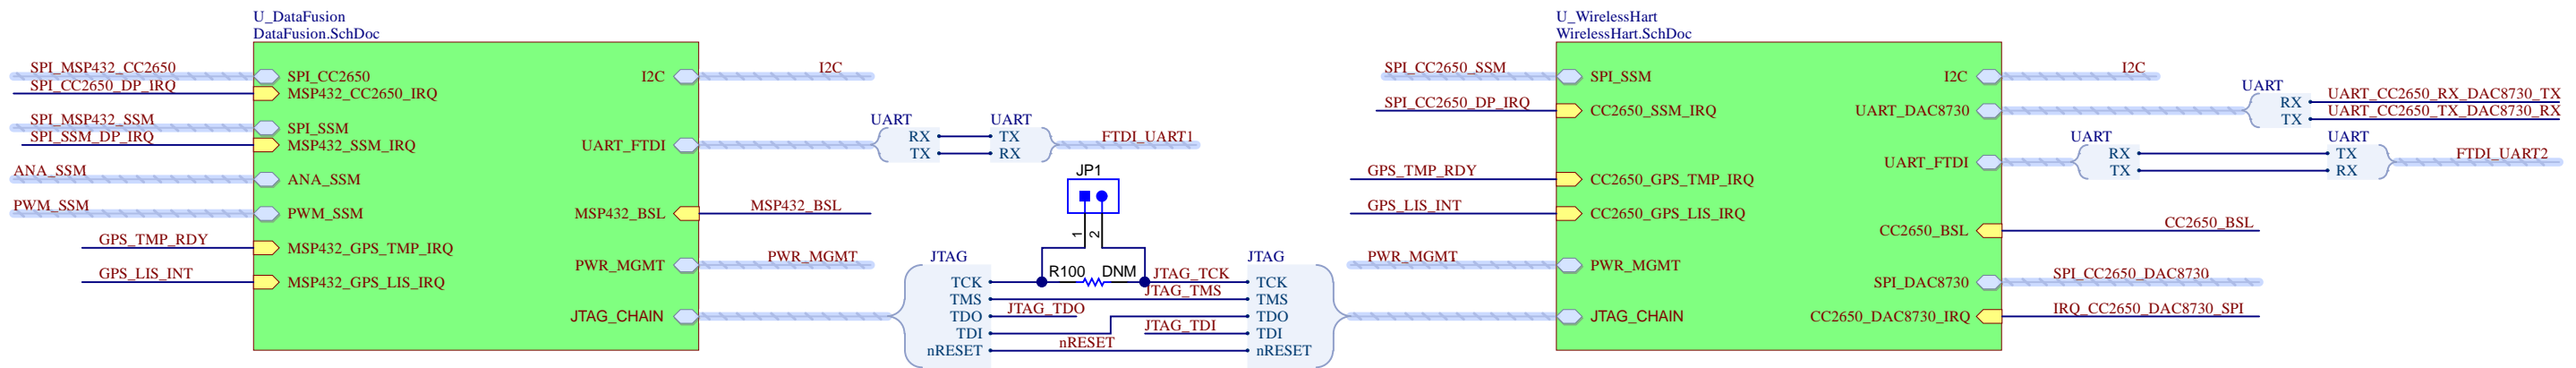 U_DataFusion
DataFusion.SchDoc
SPI_MSP432_CC2650
SPI_CC2650_DP_IRQ
SPI_MSP432_SSM
SPI_SSM_DP_IRQ
ANA_SSM
PWM_SSM
GPS_TMP_RDY
GPS_LIS_INT
SPI_CC2650
MSP432_CC2650_IRQ
SPI_SSM
MSP432_SSM_IRQ
ANA_SSM
PWM_SSM
MSP432_GPS_TMP_IRQ
MSP432_GPS_LIS_IRQ
I2C
UART_FTDI
MSP432_BSL
PWR_MGMT
JTAG_CHAIN
I2C
MSP432_BSL
PWR_MGMT
UART
RX
TX
UART
TX
RX
FTDI_UART1
JP1
1
2
R100
DNM
JTAG
TCK
TMS
TDO
TDI
nRESET
JTAG_TCK
JTAG_TMS
JTAG_TDO
JTAG_TDI
nRESET
JTAG
TCK
TMS
TDO
TDI
nRESET
U_WirelessHart
WirelessHart.SchDoc
SPI_CC2650_SSM
SPI_CC2650_DP_IRQ
GPS_TMP_RDY
GPS_LIS_INT
PWR_MGMT
SPI_SSM
CC2650_SSM_IRQ
CC2650_GPS_TMP_IRQ
CC2650_GPS_LIS_IRQ
PWR_MGMT
JTAG_CHAIN
I2C
UART_DAC8730
UART_FTDI
CC2650_BSL
SPI_DAC8730
CC2650_DAC8730_IRQ
I2C
UART
RX
TX
UART_CC2650_RX_DAC8730_TX
UART_CC2650_TX_DAC8730_RX
UART
RX
TX
UART
TX
RX
FTDI_UART2
CC2650_BSL
SPI_CC2650_DAC8730
IRQ_CC2650_DAC8730_SPI